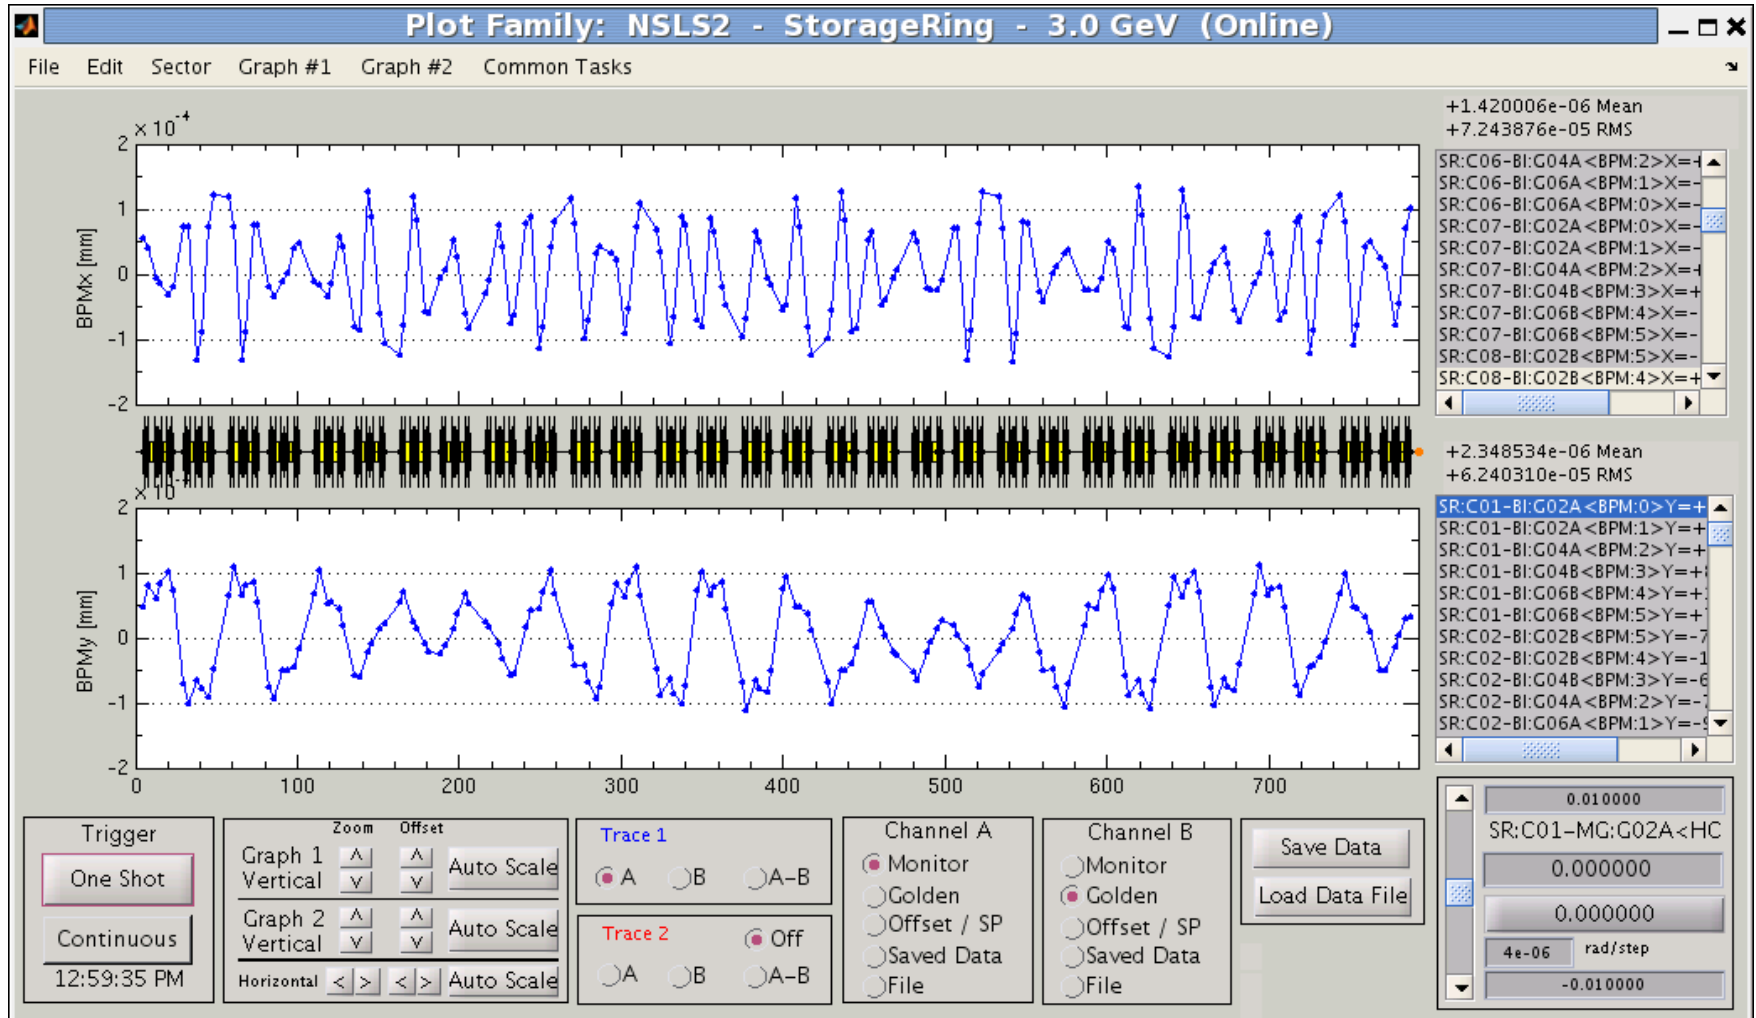 Plot Family: NSLS2 - StorageRing - 3.0 GeV (Online)
File Edit Sector Graph #1 Graph #2 Common Tasks
× 10⁻⁴
2
1
0
-1
-2
BPMx [mm]
+1.420006e-06 Mean
+7.243876e-05 RMS
SR:C06-BI:G04A<BPM:2>X=+
SR:C06-BI:G06A<BPM:1>X=-
SR:C06-BI:G06A<BPM:0>X=-
SR:C07-BI:G02A<BPM:0>X=-
SR:C07-BI:G02A<BPM:1>X=-
SR:C07-BI:G04A<BPM:2>X=+
SR:C07-BI:G04B<BPM:3>X=+
SR:C07-BI:G06B<BPM:4>X=-
SR:C07-BI:G06B<BPM:5>X=-
SR:C08-BI:G02B<BPM:5>X=-
SR:C08-BI:G02B<BPM:4>X=+
× 10
2
1
0
-1
-2
BPMy [mm]
0 100 200 300 400 500 600 700
+2.348534e-06 Mean
+6.240310e-05 RMS
SR:C01-BI:G02A<BPM:0>Y=+
SR:C01-BI:G02A<BPM:1>Y=+
SR:C01-BI:G04A<BPM:2>Y=+
SR:C01-BI:G04B<BPM:3>Y=+
SR:C01-BI:G06B<BPM:4>Y=+
SR:C01-BI:G06B<BPM:5>Y=+
SR:C02-BI:G02B<BPM:5>Y=-7
SR:C02-BI:G02B<BPM:4>Y=-1
SR:C02-BI:G04B<BPM:3>Y=-6
SR:C02-BI:G04A<BPM:2>Y=-7
SR:C02-BI:G06A<BPM:1>Y=-9
Trigger
One Shot
Continuous
12:59:35 PM
Zoom Offset
Graph 1
Vertical
^ ^
v v
Auto Scale
Graph 2
Vertical
^ ^
v v
Auto Scale
Horizontal < > < > Auto Scale
Trace 1
A B A-B
Trace 2 Off
A B A-B
Channel A
Monitor
Golden
Offset / SP
Saved Data
File
Channel B
Monitor
Golden
Offset / SP
Saved Data
File
Save Data
Load Data File
0.010000
SR:C01-MG:G02A<HC
0.000000
0.000000
4e-06 rad/step
-0.010000